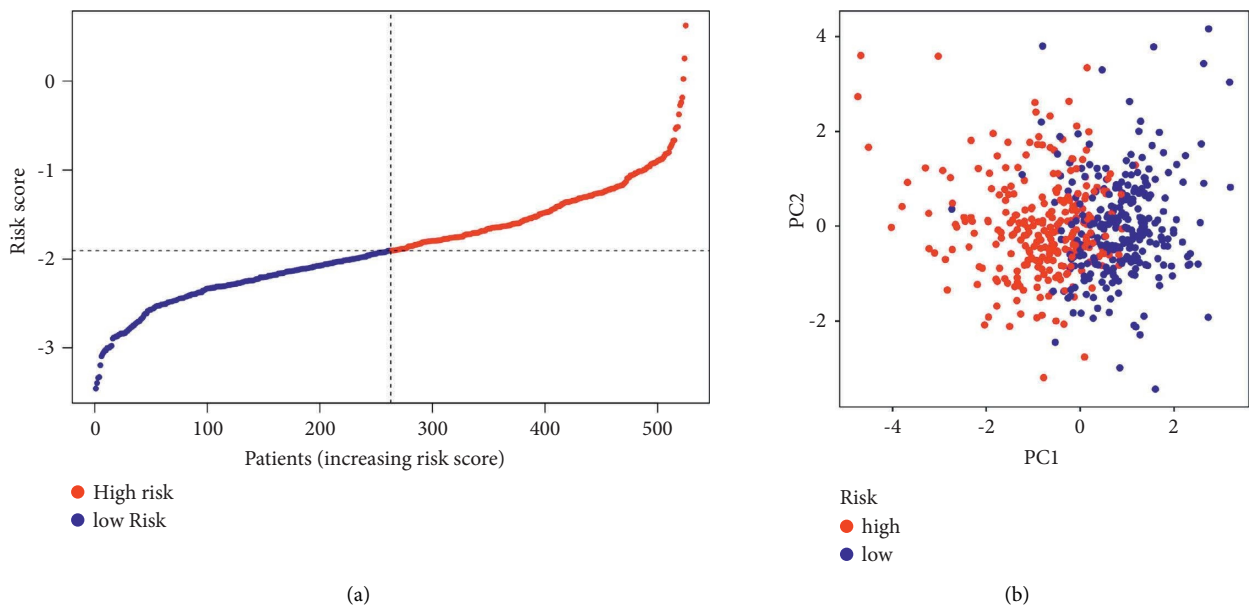 0
-1
-2
-3
Risk score
0 100 200 300 400 500
Patients (increasing risk score)
High risk
low Risk
(a)
4
2
0
-2
PC2
-4 -2 0 2
PC1
Risk
high
low
(b)